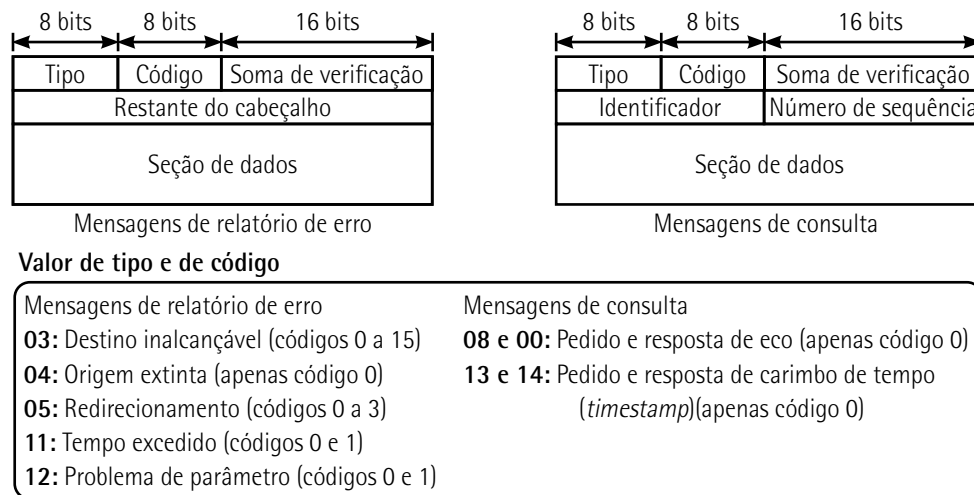 8 bits 8 bits 16 bits
Tipo Código Soma de verificação
Restante do cabeçalho
Seção de dados
Mensagens de relatório de erro
8 bits 8 bits 16 bits
Tipo Código Soma de verificação
Identificador Número de sequência
Seção de dados
Mensagens de consulta
Valor de tipo e de código
Mensagens de relatório de erro
03: Destino inalcançável (códigos 0 a 15)
04: Origem extinta (apenas código 0)
05: Redirecionamento (códigos 0 a 3)
11: Tempo excedido (códigos 0 e 1)
12: Problema de parâmetro (códigos 0 e 1)
Mensagens de consulta
08 e 00: Pedido e resposta de eco (apenas código 0)
13 e 14: Pedido e resposta de carimbo de tempo
(timestamp)(apenas código 0)